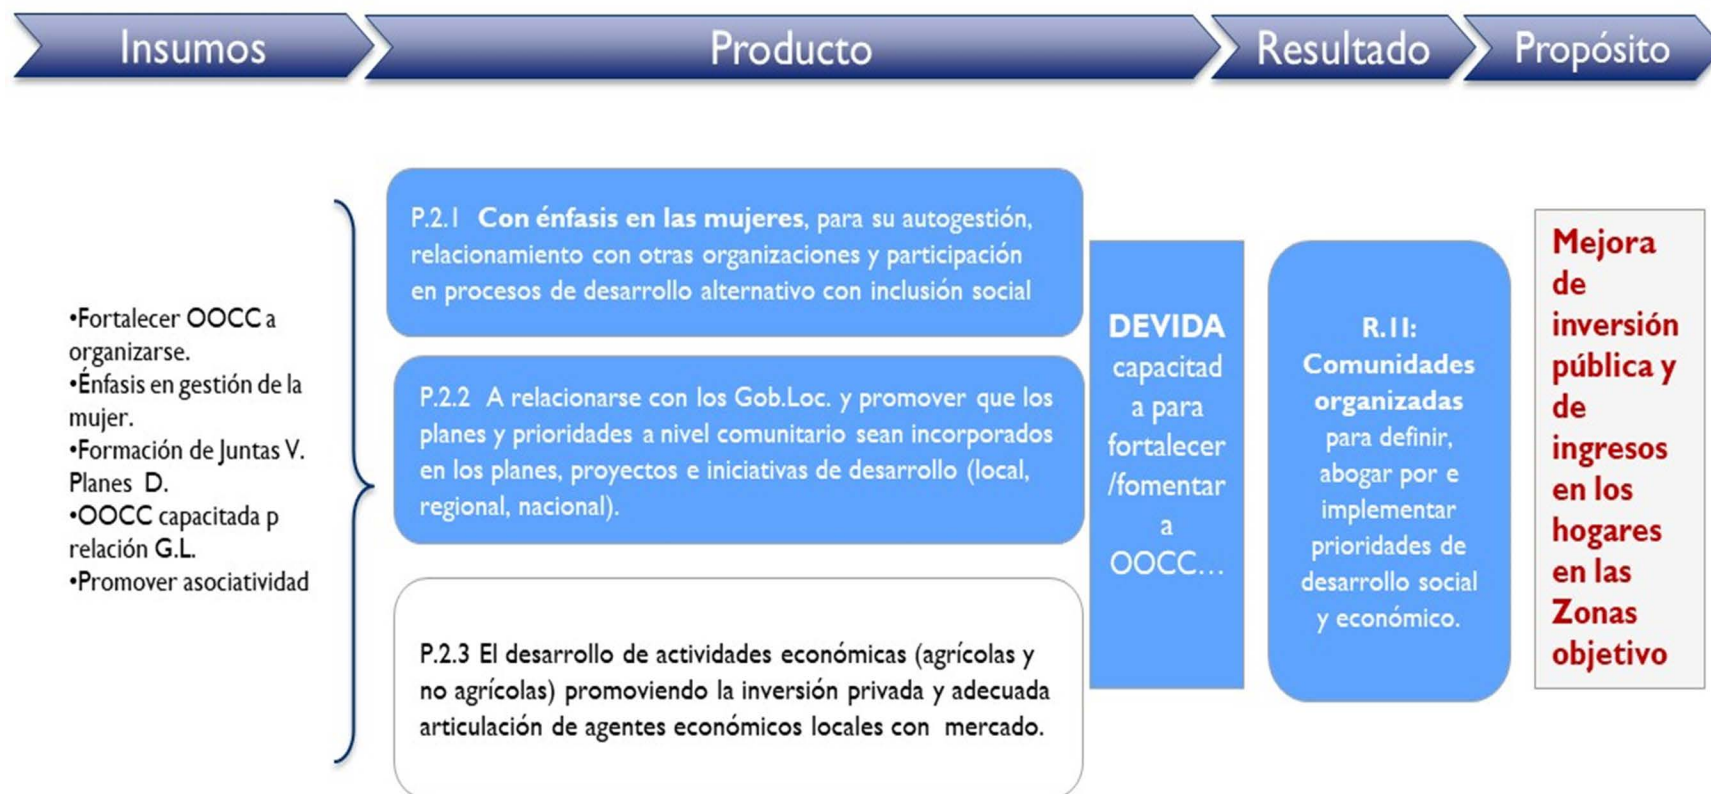 Insumos
Producto
Resultado
Propósito
•Fortalecer OOCC a
organizarse.
•Énfasis en gestión de la
mujer.
•Formación de Juntas V.
Planes D.
•OOCC capacitada p
relación G.L.
•Promover asociatividad
P.2.1 Con énfasis en las mujeres, para su autogestión,
relacionamiento con otras organizaciones y participación
en procesos de desarrollo alternativo con inclusión social
P.2.2 A relacionarse con los Gob.Loc. y promover que los
planes y prioridades a nivel comunitario sean incorporados
en los planes, proyectos e iniciativas de desarrollo (local,
regional, nacional).
P.2.3 El desarrollo de actividades económicas (agrícolas y
no agrícolas) promoviendo la inversión privada y adecuada
articulación de agentes económicos locales con mercado.
DEVIDA
capacitad
a para
fortalecer
/fomentar
a
OOCC...
R.II:
Comunidades
organizadas
para definir,
abogar por e
implementar
prioridades de
desarrollo social
y económico.
Mejora
de
inversión
pública y
de
ingresos
en los
hogares
en las
Zonas
objetivo